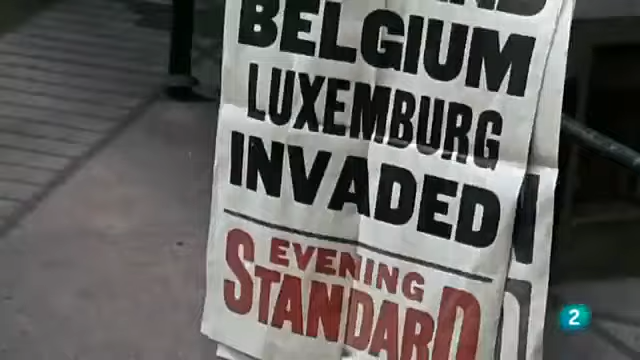 BELGIUM
LUXEMBURG
INVADED
EVENING
STANDARD
2